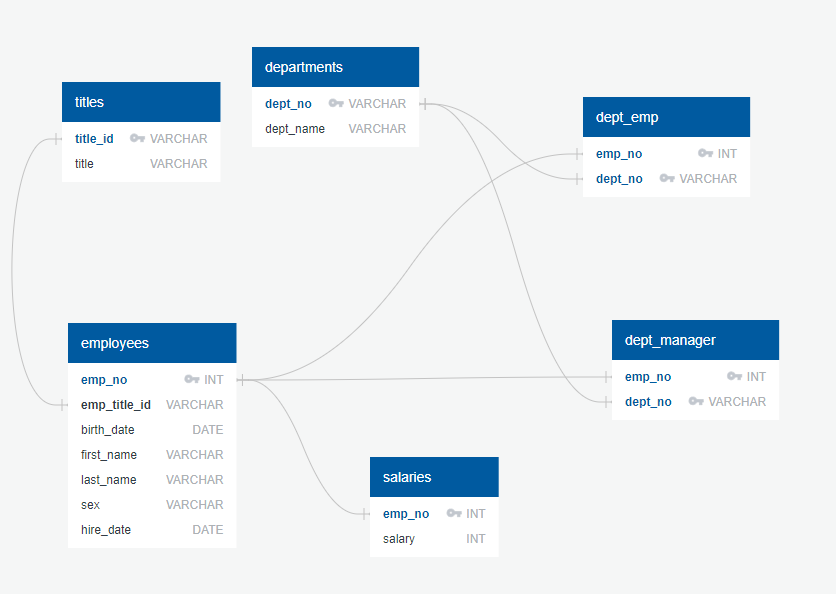 titles
title_id VARCHAR
title VARCHAR
departments
dept_no VARCHAR
dept_name VARCHAR
dept_emp
emp_no INT
dept_no VARCHAR
employees
emp_no INT
emp_title_id VARCHAR
birth_date DATE
first_name VARCHAR
last_name VARCHAR
sex VARCHAR
hire_date DATE
dept_manager
emp_no INT
dept_no VARCHAR
salaries
emp_no INT
salary INT